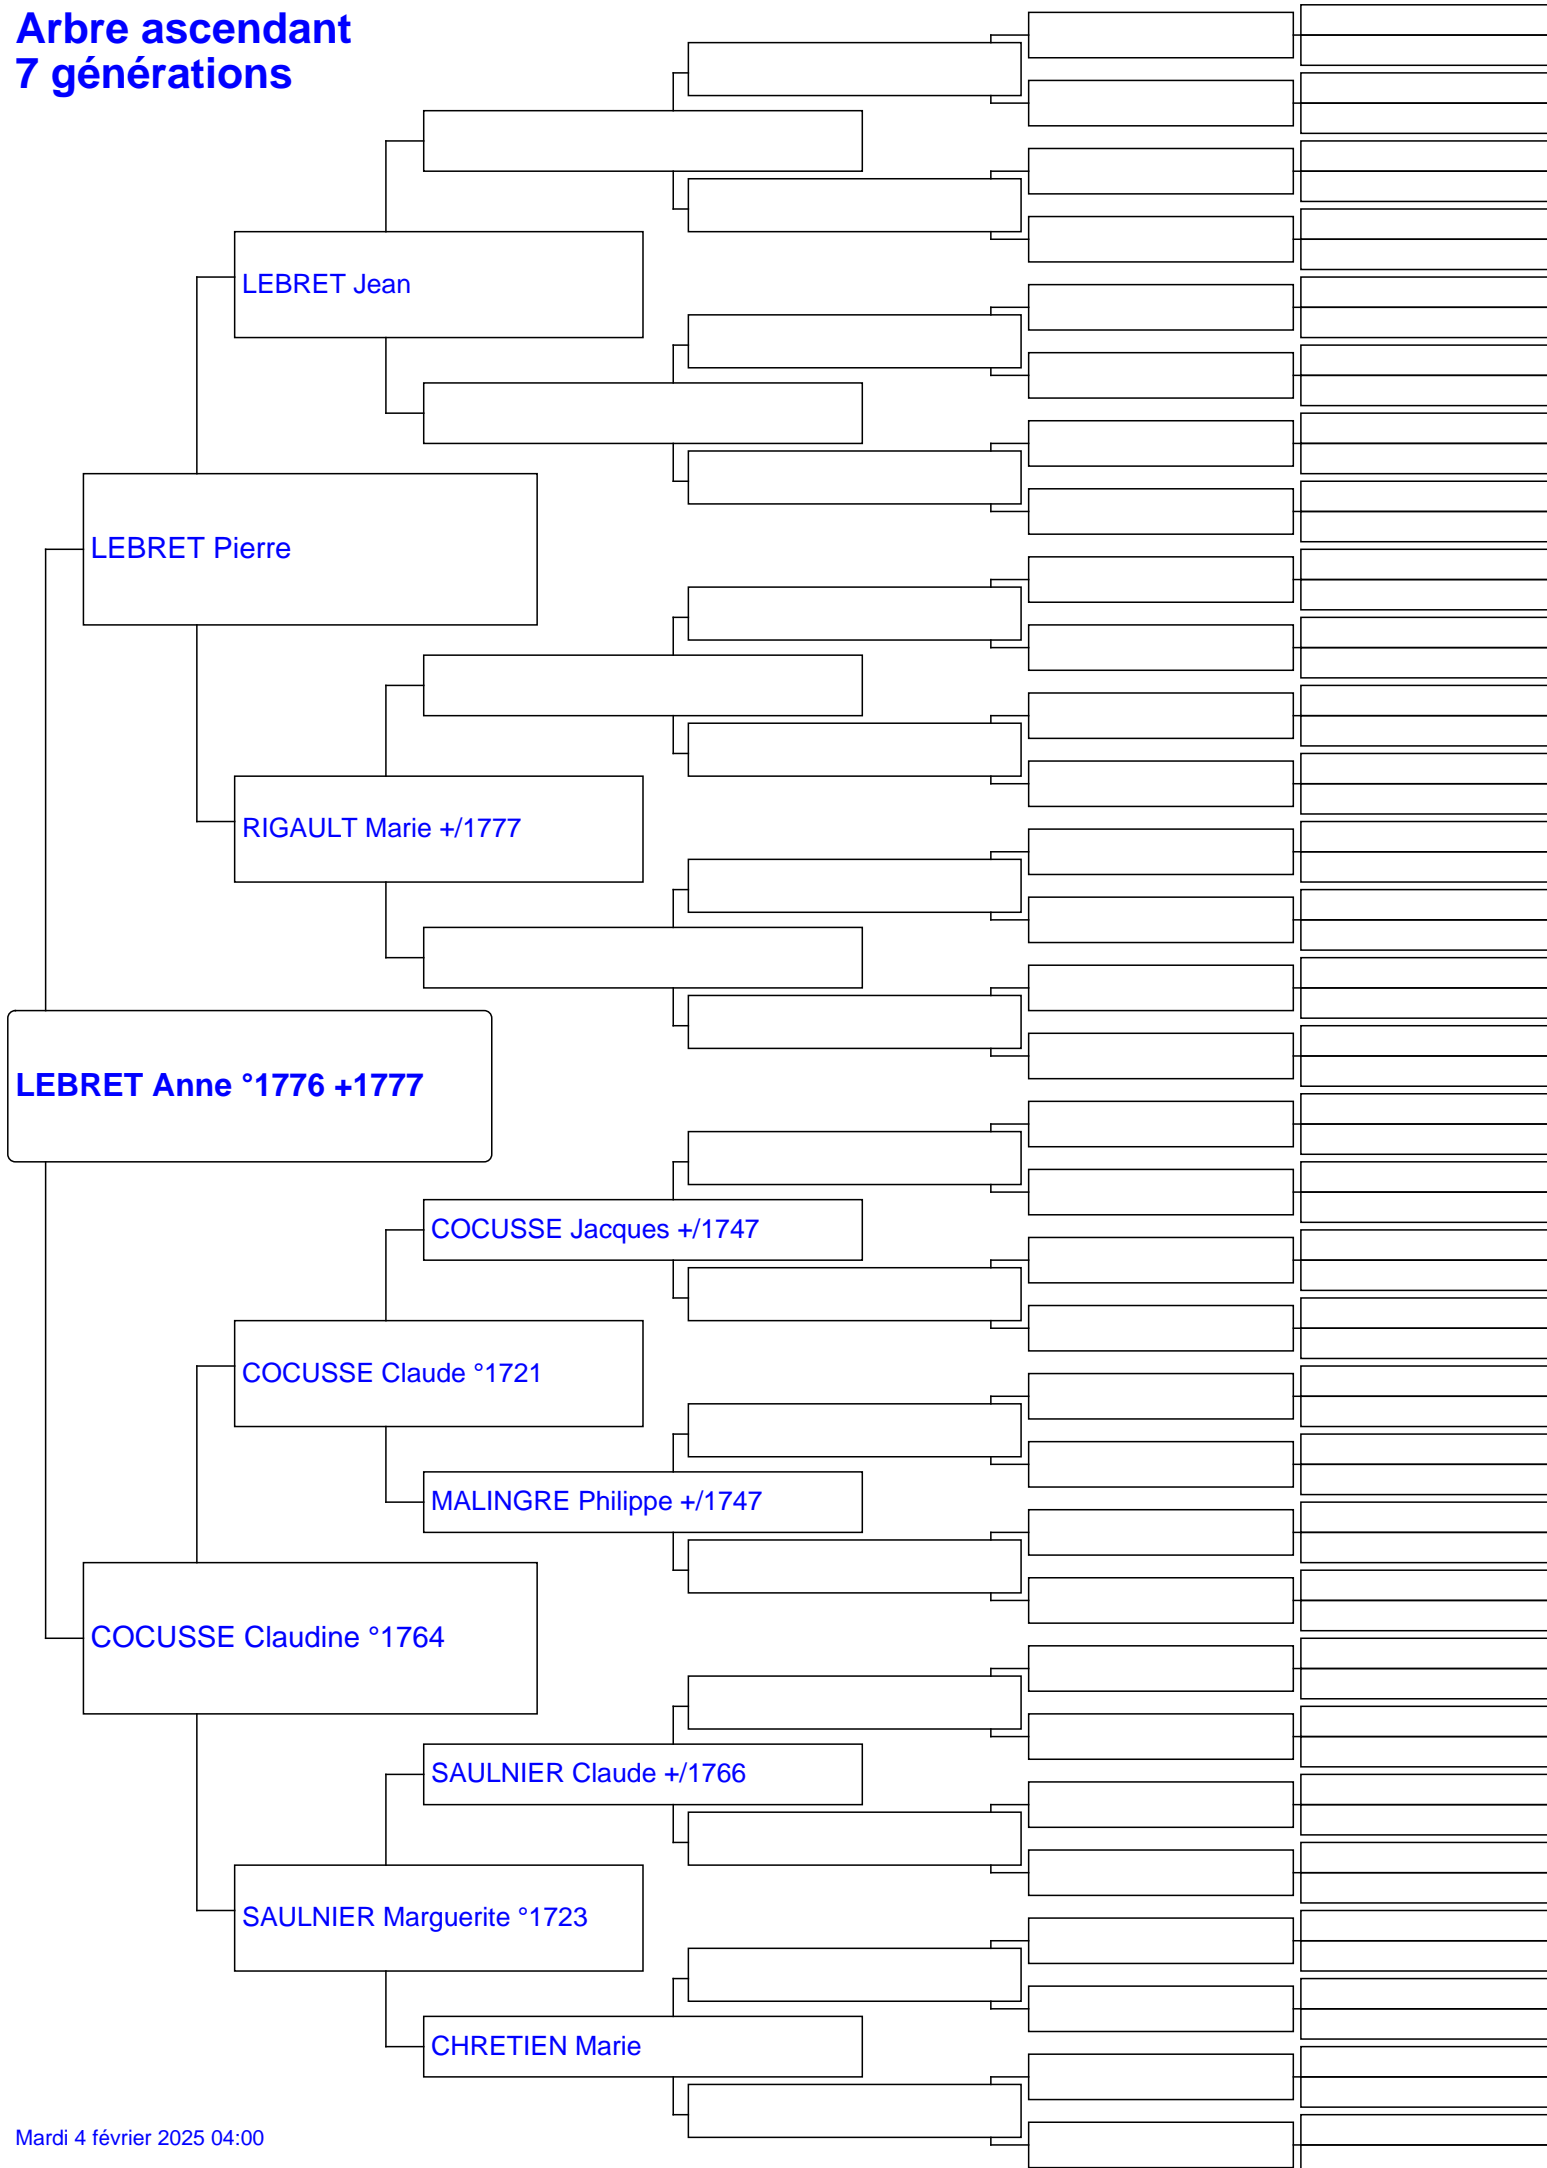 Arbre ascendant
7 générations
LEBRET Jean
LEBRET Pierre
RIGAULT Marie +/1777
LEBRET Anne °1776 +1777
COCUSSE Jacques +/1747
COCUSSE Claude °1721
MALINGRE Philippe +/1747
COCUSSE Claudine °1764
SAULNIER Claude +/1766
SAULNIER Marguerite °1723
CHRETIEN Marie
Mardi 4 février 2025 04:00